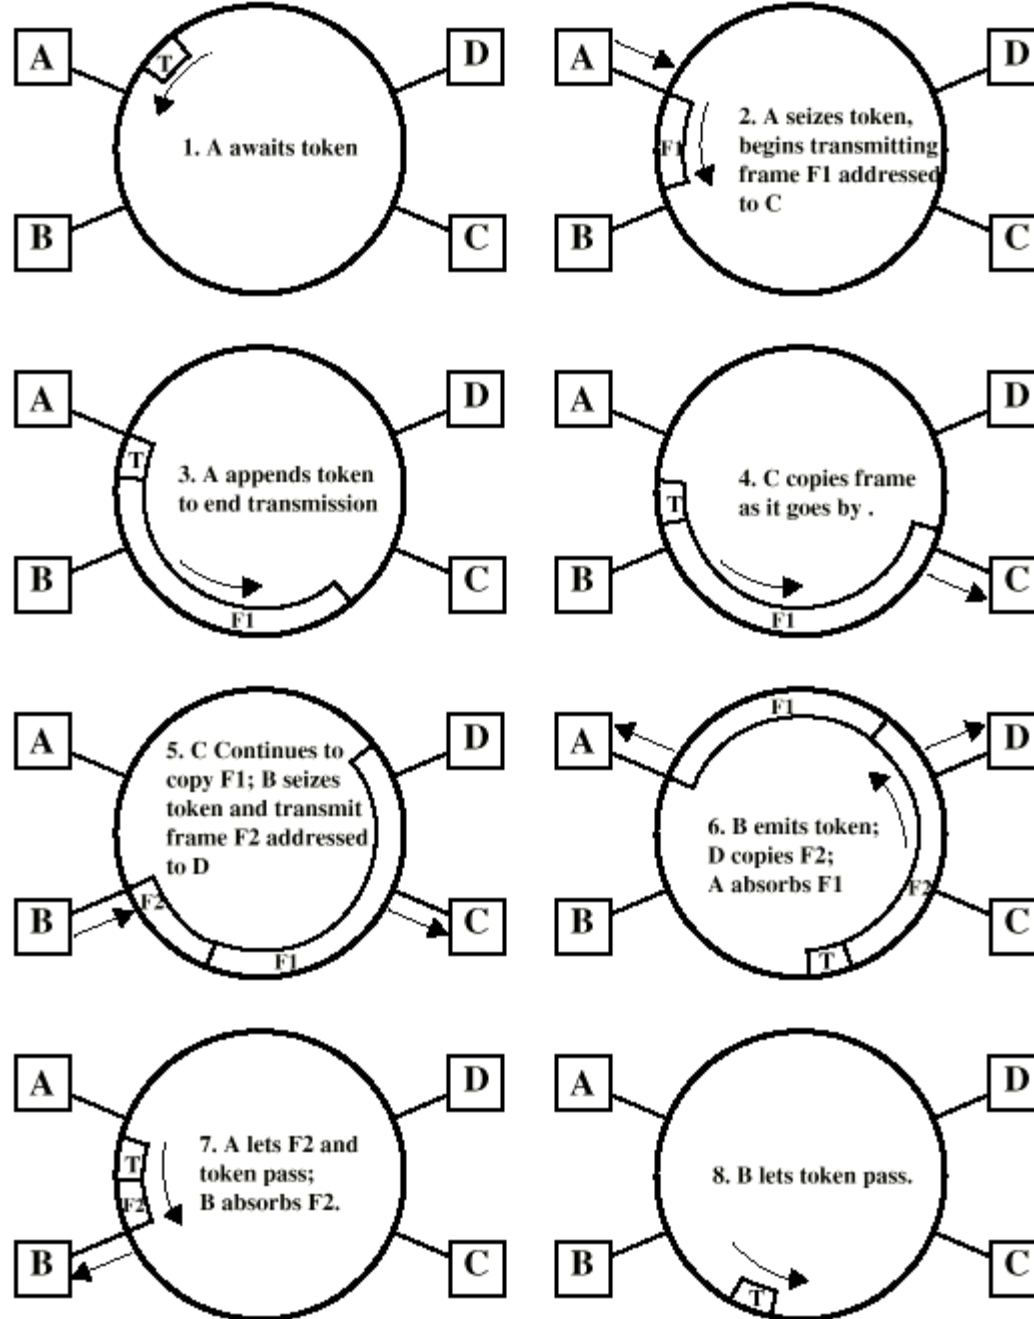 A
D
T
1. A awaits token
B
C
A
D
2. A seizes token,
begins transmitting
F1
frame F1 addressed
to C
B
C
A
D
T
3. A appends token
to end transmission
B
C
F1
A
D
4. C copies frame
T
as it goes by .
B
C
F1
A
D
5. C Continues to
copy F1; B seizes
token and transmit
frame F2 addressed
to D
B
F2
C
F1
F1
A
D
6. B emits token;
D copies F2;
A absorbs F1
F2
B
C
T
A
D
7. A lets F2 and
T
token pass;
F2
B absorbs F2.
B
C
A
D
8. B lets token pass.
B
C
T